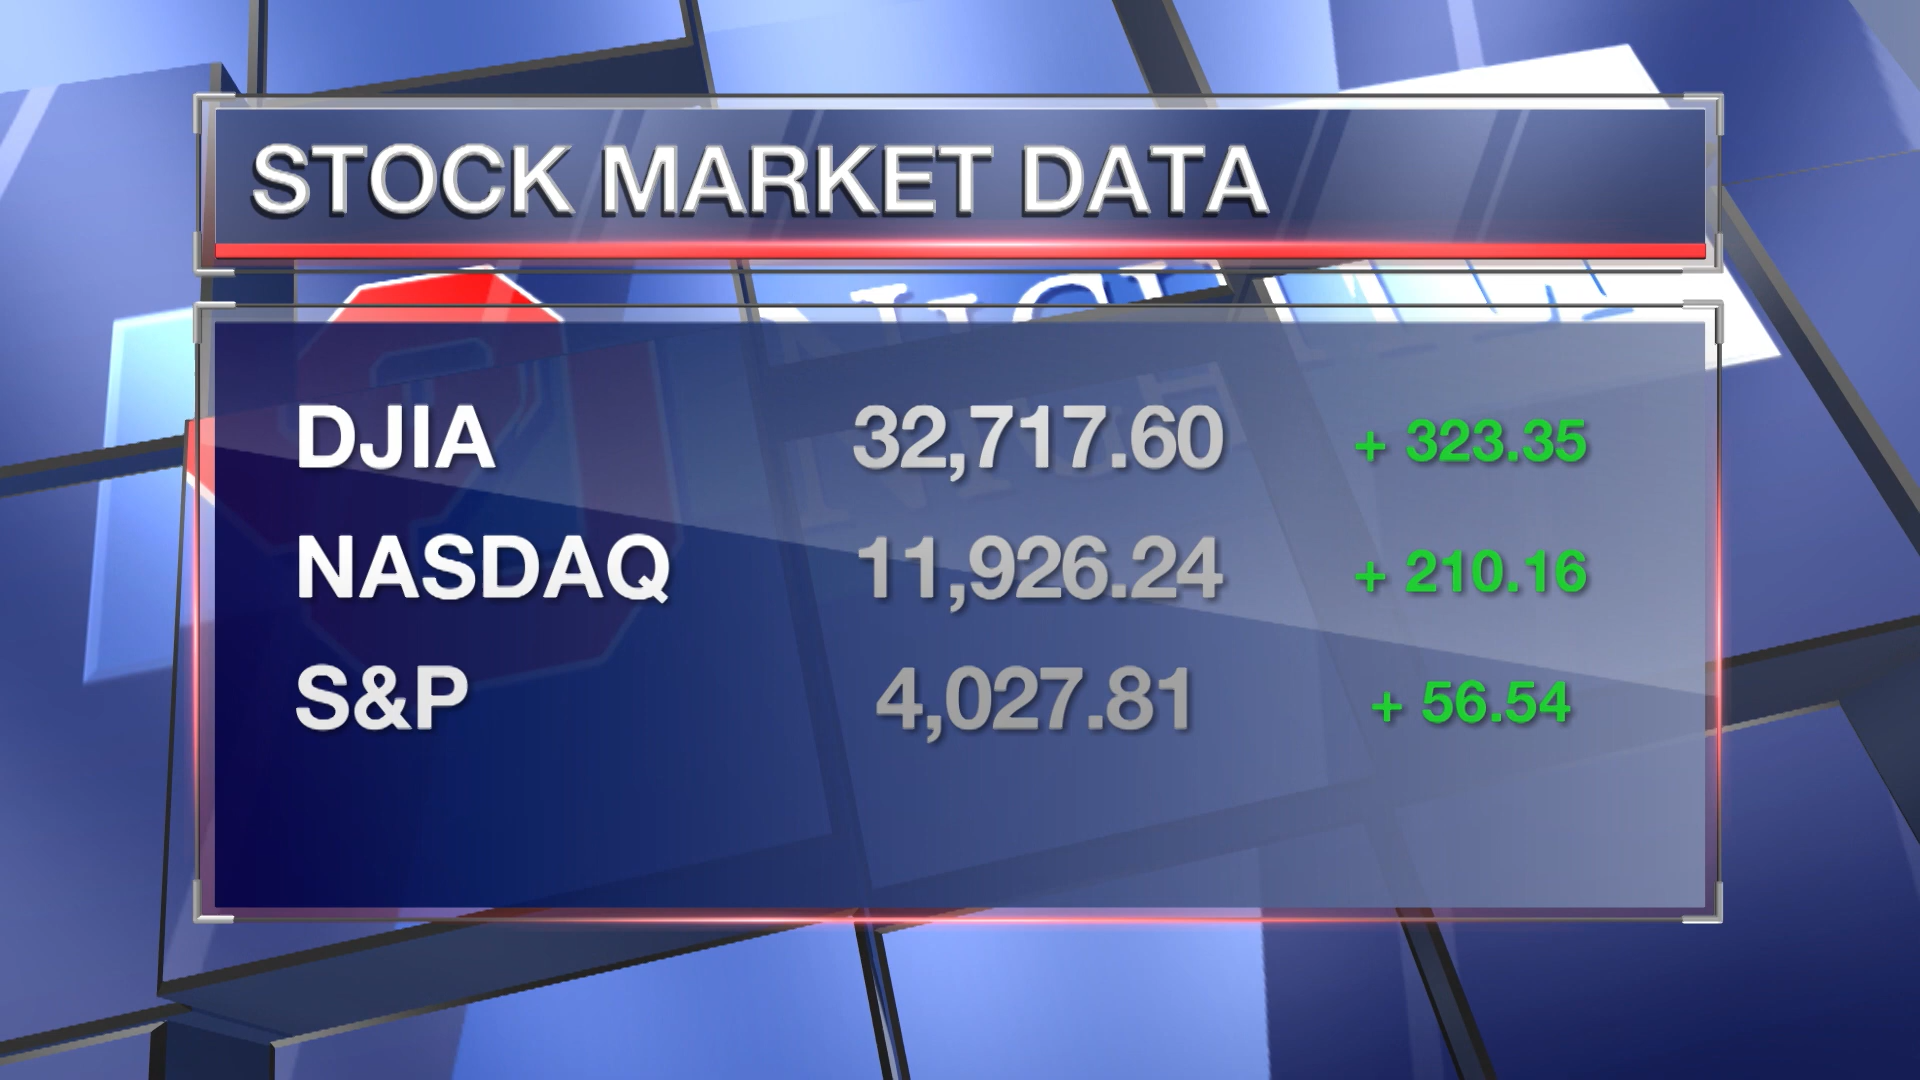 STOCK MARKET DATA
DJIA 32,717.60 + 323.35
NASDAQ 11,926.24 + 210.16
S&P 4,027.81 + 56.54